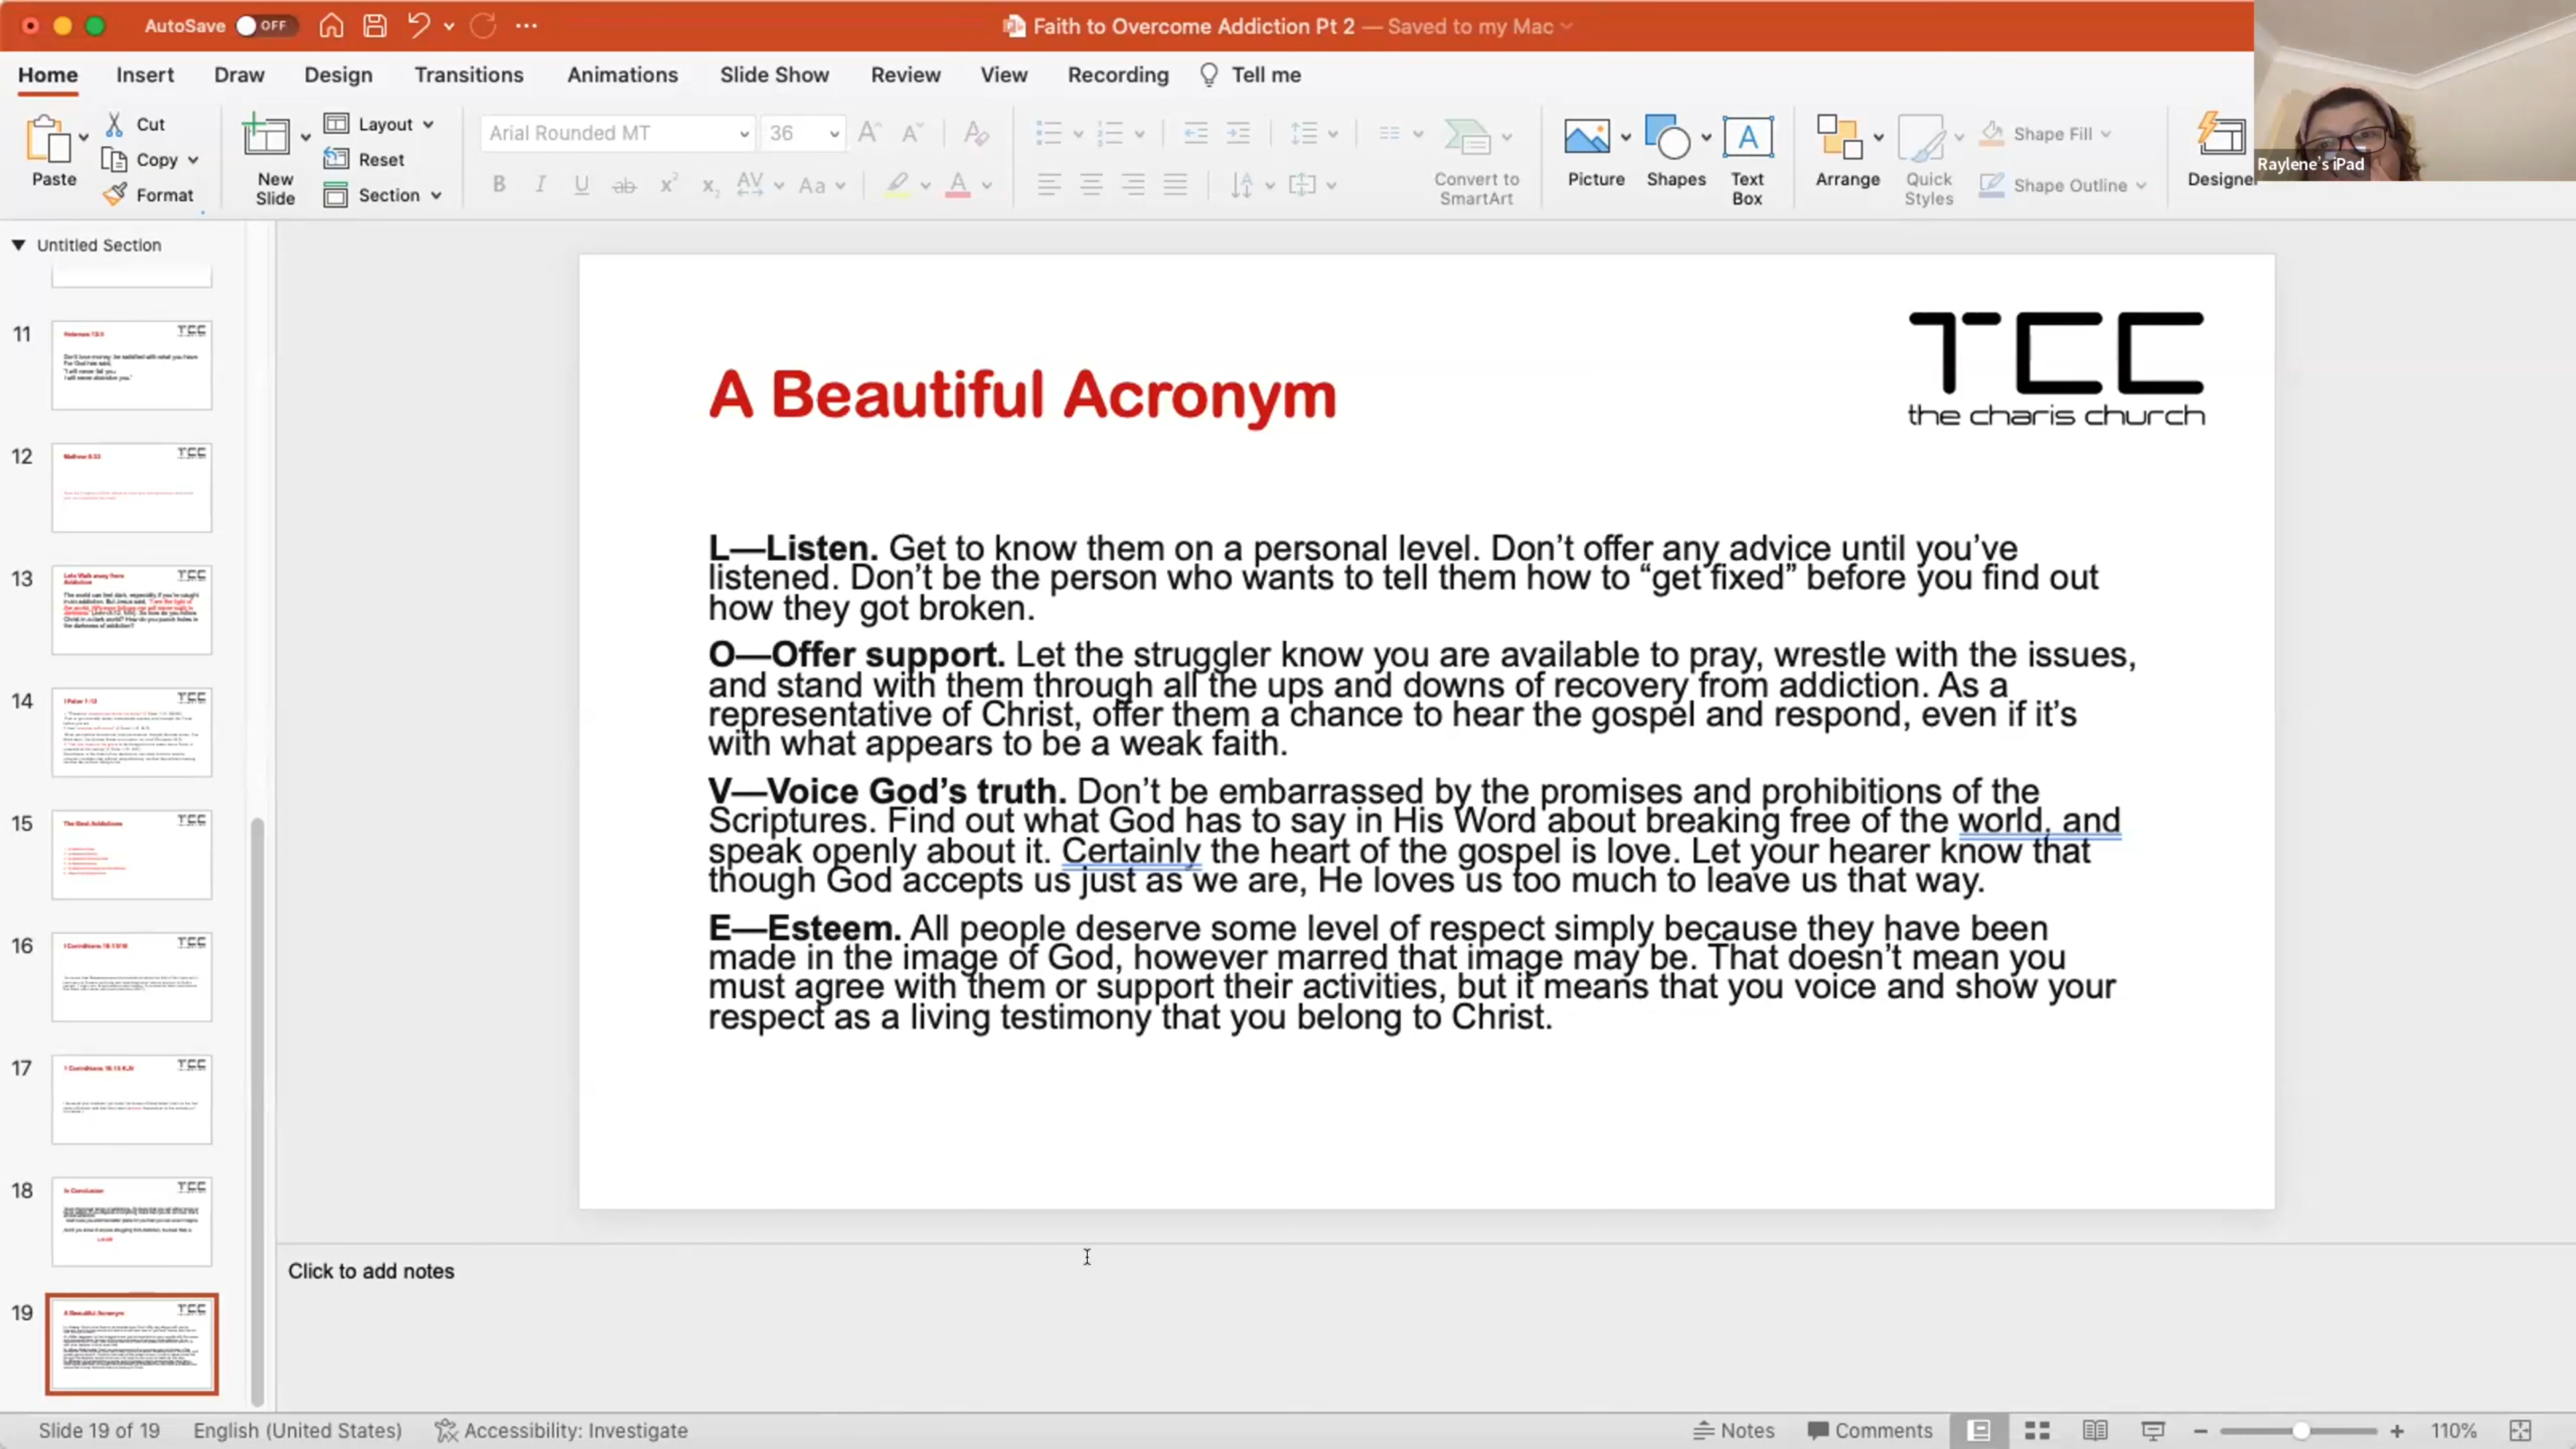 AutoSave OFF
Faith to Overcome Addiction Pt 2 — Saved to my Mac
Home Insert Draw Design Transitions Animations Slide Show Review View Recording Tell me
Paste
Cut
Copy
Format
New
Slide
Layout
Reset
Section
Arial Rounded MT 36
Convert to
SmartArt
Picture
Shapes
Text
Box
Arrange
Quick
Styles
Shape Fill
Shape Outline
Designer
Raylene's iPad
Untitled Section
11
12
13
14
15
16
17
18
19
TCC
the charis church
A Beautiful Acronym
L—Listen. Get to know them on a personal level. Don't offer any advice until you've
listened. Don't be the person who wants to tell them how to “get fixed” before you find out
how they got broken.
O—Offer support. Let the struggler know you are available to pray, wrestle with the issues,
and stand with them through all the ups and downs of recovery from addiction. As a
representative of Christ, offer them a chance to hear the gospel and respond, even if it's
with what appears to be a weak faith.
V—Voice God's truth. Don't be embarrassed by the promises and prohibitions of the
Scriptures. Find out what God has to say in His Word about breaking free of the world, and
speak openly about it. Certainly the heart of the gospel is love. Let your hearer know that
though God accepts us just as we are, He loves us too much to leave us that way.
E—Esteem. All people deserve some level of respect simply because they have been
made in the image of God, however marred that image may be. That doesn't mean you
must agree with them or support their activities, but it means that you voice and show your
respect as a living testimony that you belong to Christ.
Click to add notes
Slide 19 of 19 English (United States) Accessibility: Investigate Notes Comments 110%